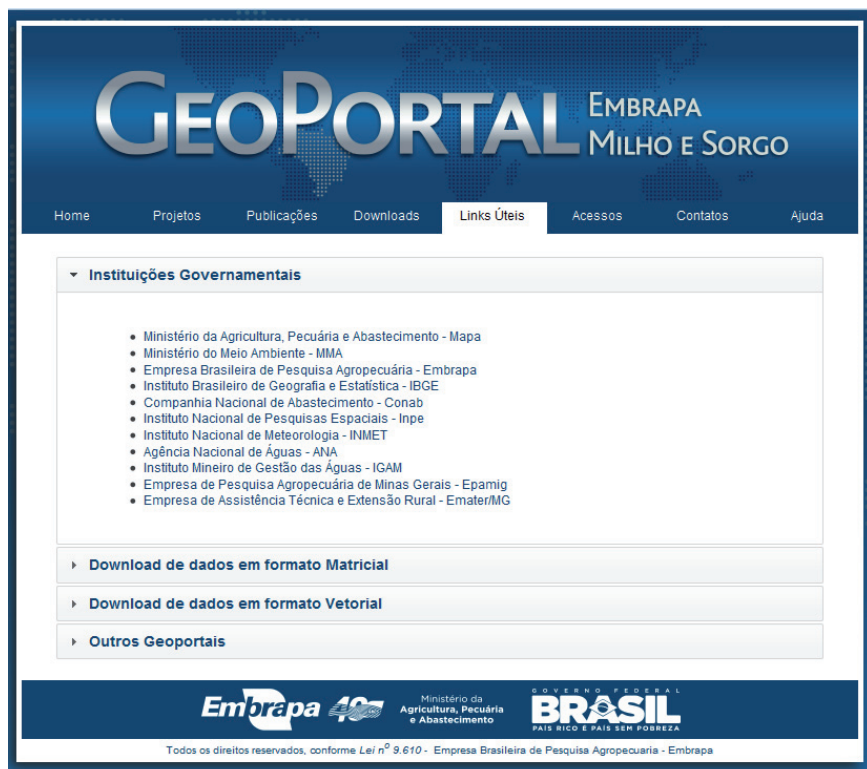 GEOPORTAL EMBRAPA
MILHO E SORGO
Home Projetos Publicações Downloads Links Úteis Acessos Contatos Ajuda
Instituições Governamentais
Ministério da Agricultura, Pecuária e Abastecimento - Mapa
Ministério do Meio Ambiente - MMA
Empresa Brasileira de Pesquisa Agropecuária - Embrapa
Instituto Brasileiro de Geografia e Estatística - IBGE
Companhia Nacional de Abastecimento - Conab
Instituto Nacional de Pesquisas Espaciais - Inpe
Instituto Nacional de Meteorologia - INMET
Agência Nacional de Águas - ANA
Instituto Mineiro de Gestão das Águas - IGAM
Empresa de Pesquisa Agropecuária de Minas Gerais - Epamig
Empresa de Assistência Técnica e Extensão Rural - Emater/MG
Download de dados em formato Matricial
Download de dados em formato Vetorial
Outros Geoportais
Embrapa 40
Ministério da
Agricultura, Pecuária
e Abastecimento
GOVERNO FEDERAL
BRASIL
PAÍS RICO É PAÍS SEM POBREZA
Todos os direitos reservados, conforme Lei nº 9.610 - Empresa Brasileira de Pesquisa Agropecuaria - Embrapa